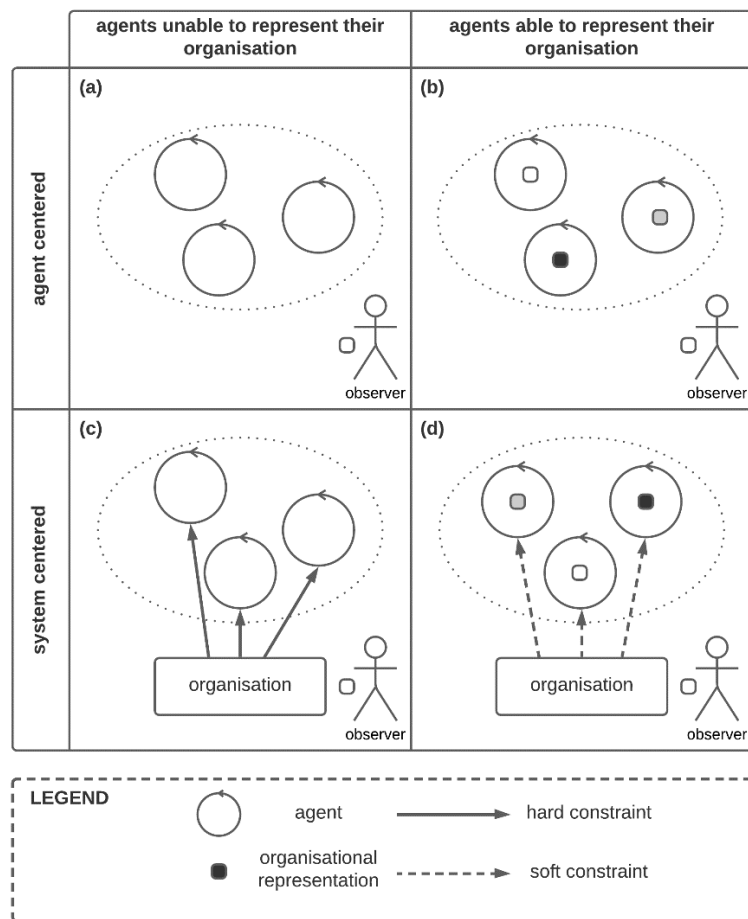 agents unable to represent their
organisation
agents able to represent their
organisation
agent centered
(a)
observer
(b)
observer
system centered
(c)
organisation
observer
(d)
organisation
observer
LEGEND
agent
hard constraint
organisational
representation
soft constraint